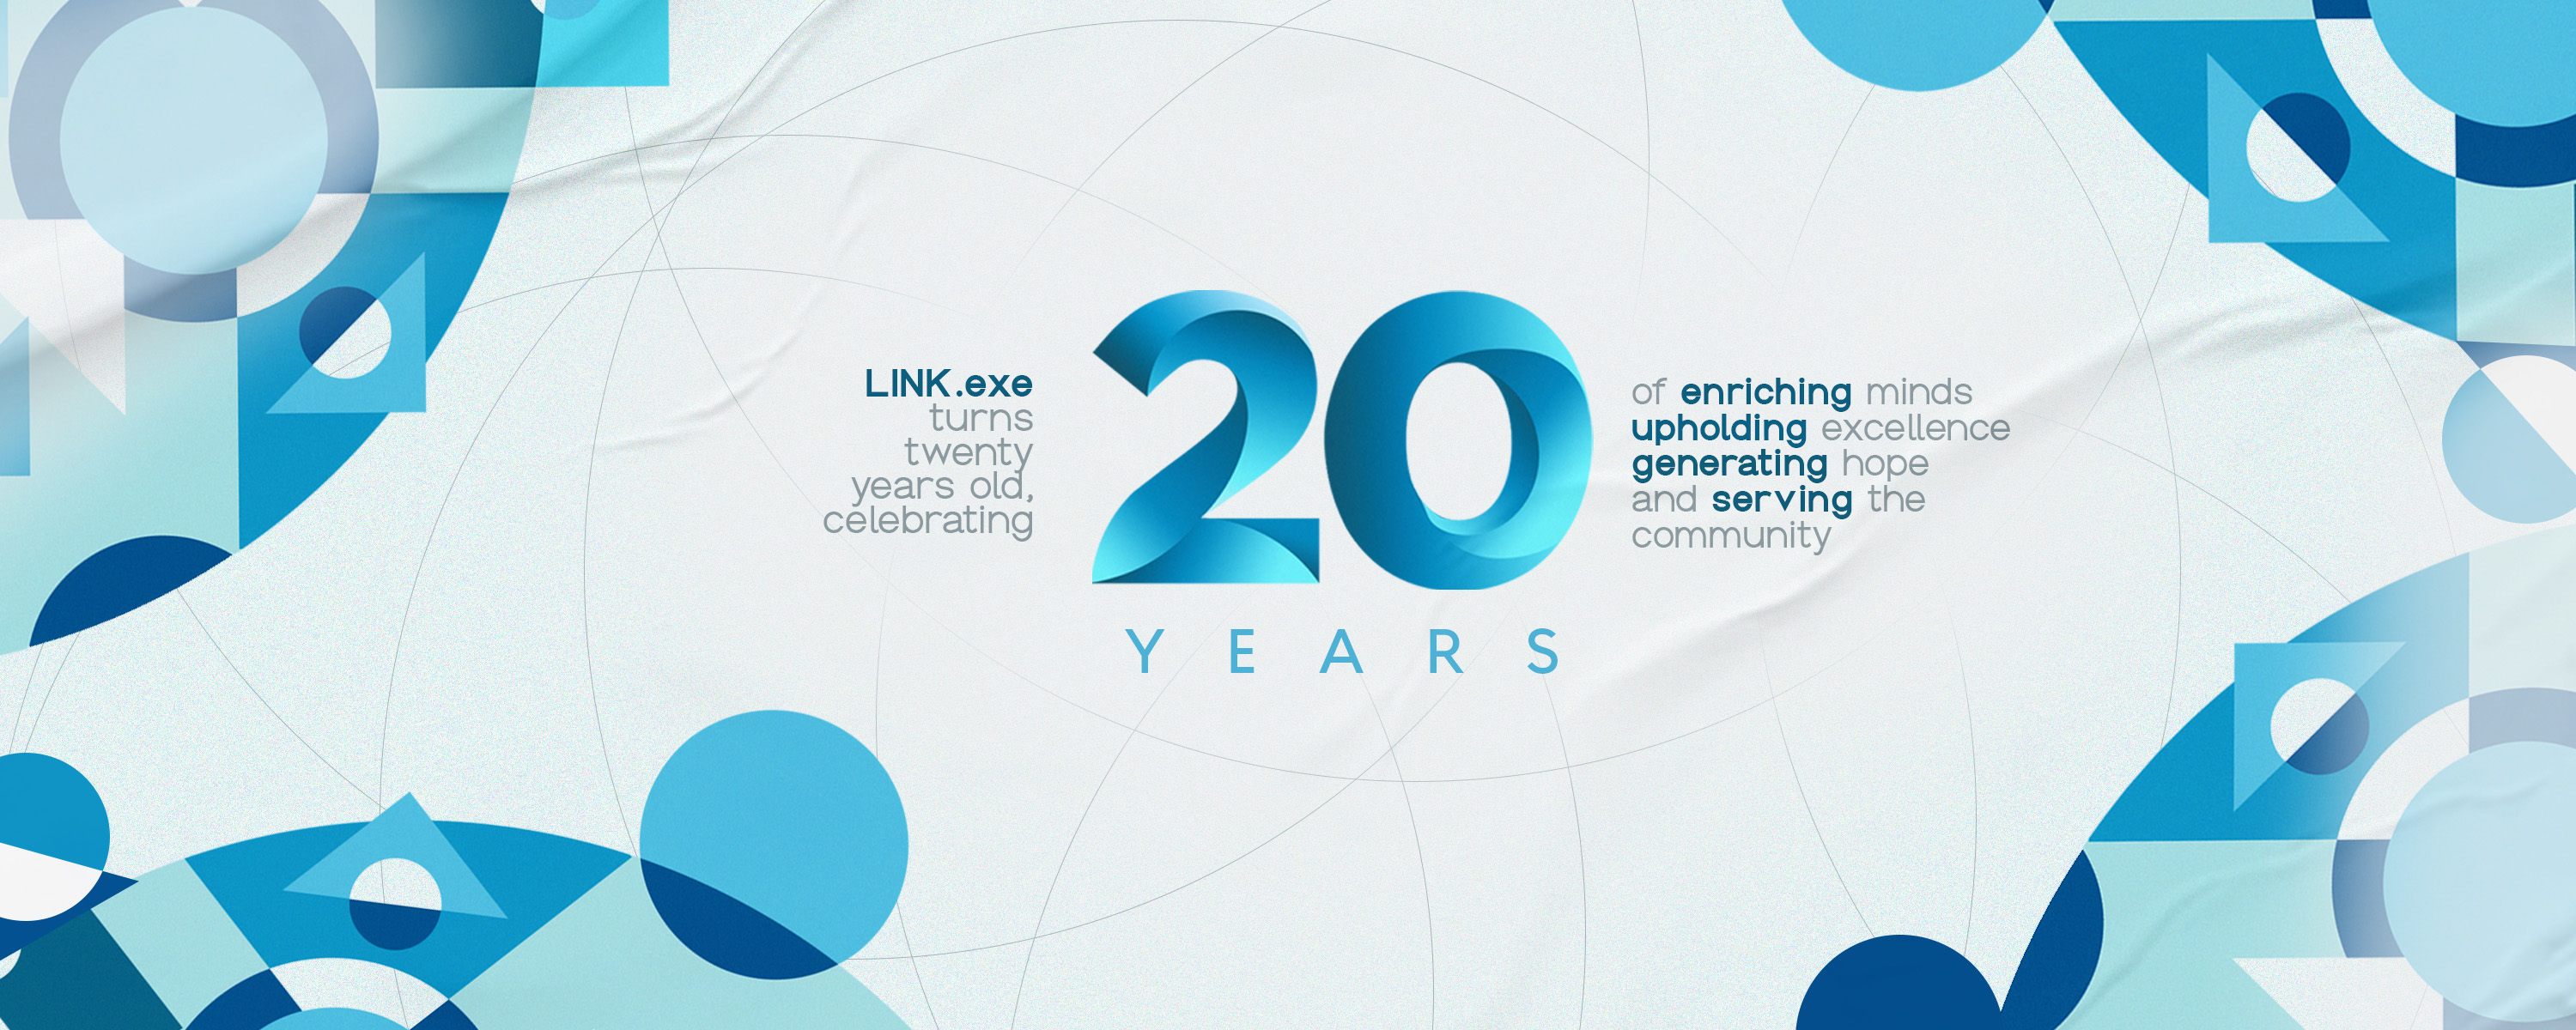 LINK.exe
turns
twenty
years old,
celebrating
20
YEARS
of enriching minds
upholding excellence
generating hope
and serving the
community